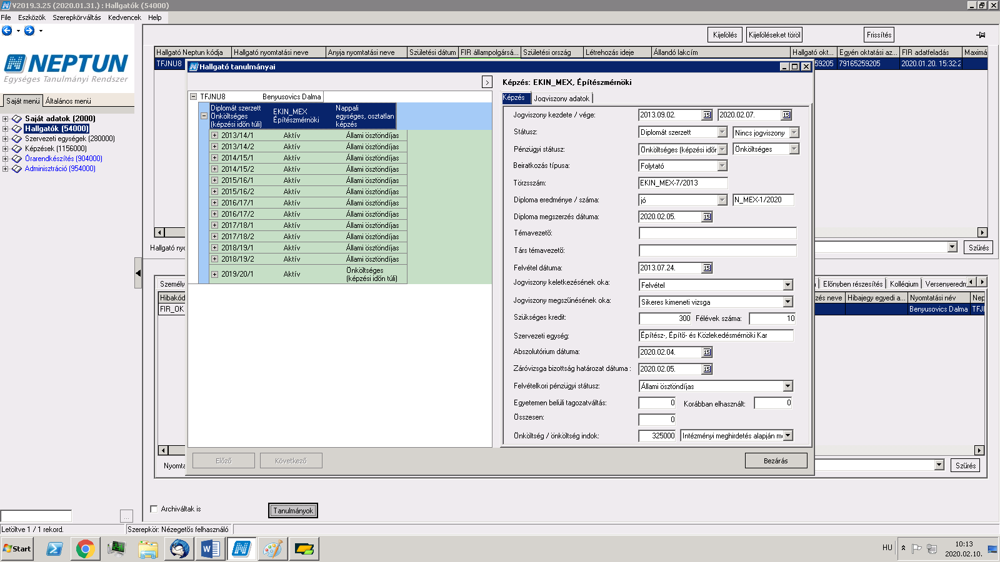 V2019.3.25 (2020.01.31.) : Hallgatók (54000)
File Eszközök Szerepkörváltás Kedvencek Help
Kijelölés Kijelöléseket töröl Frissítés
NEPTUN
Egységes Tanulmányi Rendszer
Saját menü Általános menü
Saját adatok (2000)
Hallgatók (54000)
Szervezeti egységek (280000)
Képzések (1156000)
Órarendkészítés (904000)
Adminisztráció (954000)
Hallgató Neptun kódja Hallgató nyomtatási neve Anyja nyomtatási neve Születési dátum FIR állampolgársá... Születési ország Létrehozás ideje Állandó lakcím Hallgató okt... Egyén oktatási az... FIR adatfeladás Maximá
TFJNU8 59205 79165259205 2020.01.20. 15:32:2
Hallgató tanulmányai
>
TFJNU8 Benyusovics Dalma
Diplomát szerzett
Önköltséges
(képzési időn túli)
EKIN_MEX
Építészmérnöki
Nappali
egységes, osztatlan
képzés
2013/14/1 Aktív Állami ösztöndíjas
2013/14/2 Aktív Állami ösztöndíjas
2014/15/1 Aktív Állami ösztöndíjas
2014/15/2 Aktív Állami ösztöndíjas
2015/16/1 Aktív Állami ösztöndíjas
2015/16/2 Aktív Állami ösztöndíjas
2016/17/1 Aktív Állami ösztöndíjas
2016/17/2 Aktív Állami ösztöndíjas
2017/18/1 Aktív Állami ösztöndíjas
2017/18/2 Aktív Állami ösztöndíjas
2018/19/1 Aktív Állami ösztöndíjas
2018/19/2 Aktív Állami ösztöndíjas
2019/20/1 Aktív Önköltséges
(képzési időn túli)
Képzés: EKIN_MEX, Építészmérnöki
Képzés Jogviszony adatok
Jogviszony kezdete / vége: 2013.09.02. 15 2020.02.07. 15
Státusz: Diplomát szerzett Nincs jogviszony
Pénzügyi státusz: Önköltséges (képzési időr Önköltséges
Beiratkozás típusa: Folytató
Törzsszám: EKIN_MEX-7/2013
Diploma eredménye / száma: jó N_MEX-1/2020
Diploma megszerzés dátuma: 2020.02.05. 15
Témavezető:
Társ témavezető:
Felvétel dátuma: 2013.07.24. 15
Jogviszony keletkezésének oka: Felvétel
Jogviszony megszűnésének oka: Sikeres kimeneti vizsga
Szükséges kredit: 300 Félévek száma: 10
Szervezeti egység: Építész-, Építő- és Közlekedésmérnöki Kar
Abszolutórium dátuma: 2020.02.04. 15
Záróvizsga bizottság határozat dátuma : 2020.02.05. 15
Felvételkori pénzügyi státusz: Állami ösztöndíjas
Egyetemen belüli tagozatváltás: 0 Korábban elhasznált: 0
Összesen: 0
Önköltség / önköltség indok: 325000 Intézményi meghirdetés alapján m
Előző Következő Bezárás
Hallgató nyo Szűrés
Személy Előnyben részesítés Kollégium Versenyeredm
Hibakód zés neve Hibajegy egyedi a... Nyomtatási név Nep
FIR_OK Benyusovics Dalma TFJI
Nyomta Szűrés
Archiváltak is Tanulmányok
...
Letöltve 1 / 1 rekord. Szerepkör: Nézegetős felhasználó
Start HU 10:13
2020.02.10.